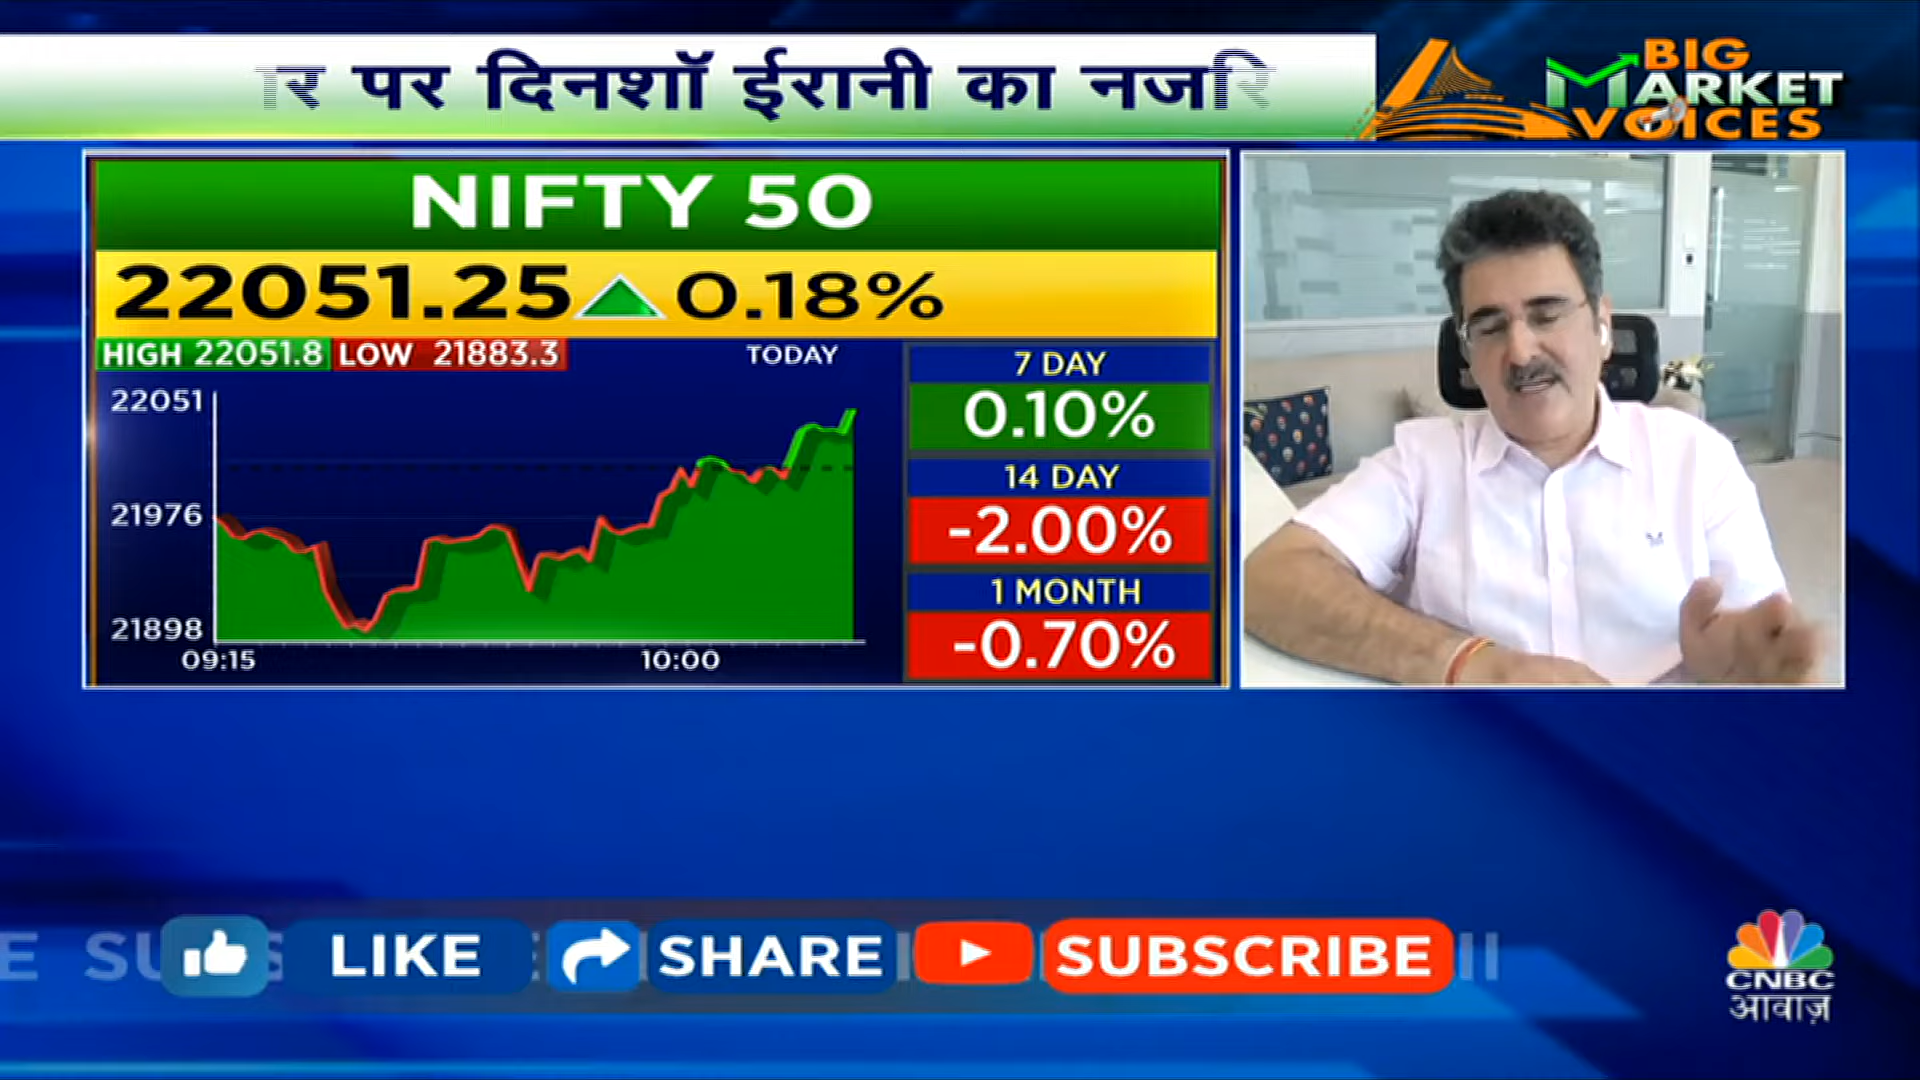 पर दिनशॉ ईरानी का
BIG
MARKET
VOICES
NIFTY 50
22051.25 0.18%
HIGH 22051.8 LOW 21883.3 TODAY
22051
21976
21898
09:15 10:00
7 DAY
0.10%
14 DAY
-2.00%
1 MONTH
-0.70%
LIKE SHARE SUBSCRIBE
CNBC
आवाज़